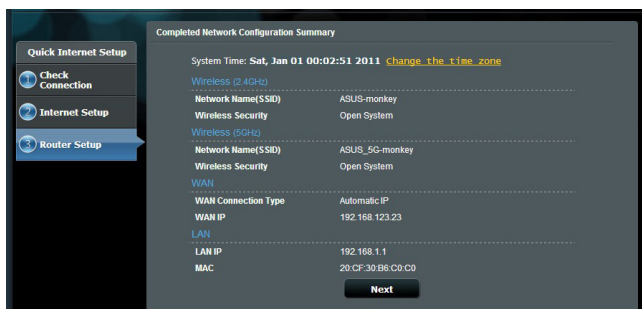 Completed Network Configuration Summary
Quick Internet Setup
1 Check Connection
2 Internet Setup
3 Router Setup
System Time: Sat, Jan 01 00:02:51 2011 Change the time zone
Wireless (2.4GHz)
Network Name(SSID) ASUS-monkey
Wireless Security Open System
Wireless (5GHz)
Network Name(SSID) ASUS_5G-monkey
Wireless Security Open System
WAN
WAN Connection Type Automatic IP
WAN IP 192.168.123.23
LAN
LAN IP 192.168.1.1
MAC 20:CF:30:B6:C0:C0
Next